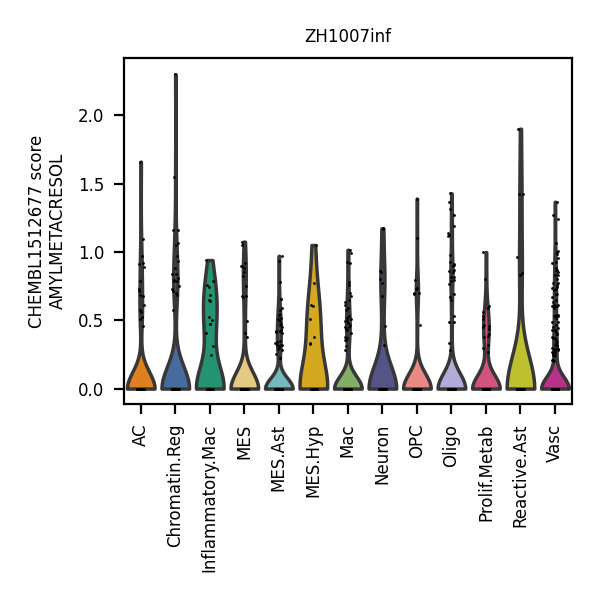 ZH1007inf
CHEMBL1512677 score
AMYLMETACRESOL
2.0
1.5
1.0
0.5
0.0
AC
Chromatin.Reg
Inflammatory.Mac
MES
MES.Ast
MES.Hyp
Mac
Neuron
OPC
Oligo
Prolif.Metab
Reactive.Ast
Vasc